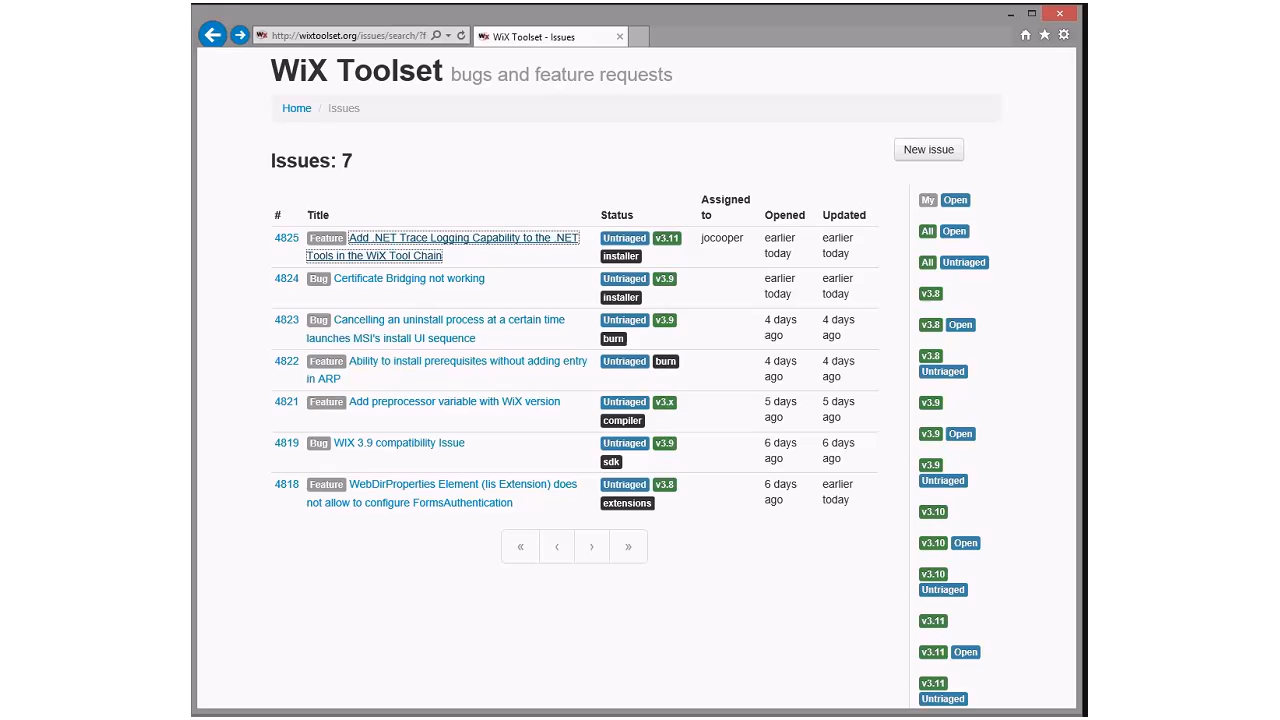 http://wixtoolset.org/issues/search/?f
WiX Toolset - Issues
WiX Toolset bugs and feature requests
Home / Issues
Issues: 7
New issue
# Title Status Assigned to Opened Updated
4825 Feature Add .NET Trace Logging Capability to the .NET Untriaged v3.11 jocooper earlier earlier
Tools in the WiX Tool Chain installer today today
4824 Bug Certificate Bridging not working Untriaged v3.9 earlier earlier
installer today today
4823 Bug Cancelling an uninstall process at a certain time Untriaged v3.9 4 days 4 days
launches MSI's install UI sequence burn ago ago
4822 Feature Ability to install prerequisites without adding entry Untriaged burn 4 days 4 days
in ARP ago ago
4821 Feature Add preprocessor variable with WiX version Untriaged v3.x 5 days 5 days
compiler ago ago
4819 Bug WIX 3.9 compatibility Issue Untriaged v3.9 6 days 6 days
sdk ago ago
4818 Feature WebDirProperties Element (Iis Extension) does Untriaged v3.8 6 days earlier
not allow to configure FormsAuthentication extensions ago today
« ‹ › »
My Open
All Open
All Untriaged
v3.8
v3.8 Open
v3.8
Untriaged
v3.9
v3.9 Open
v3.9
Untriaged
v3.10
v3.10 Open
v3.10
Untriaged
v3.11
v3.11 Open
v3.11
Untriaged